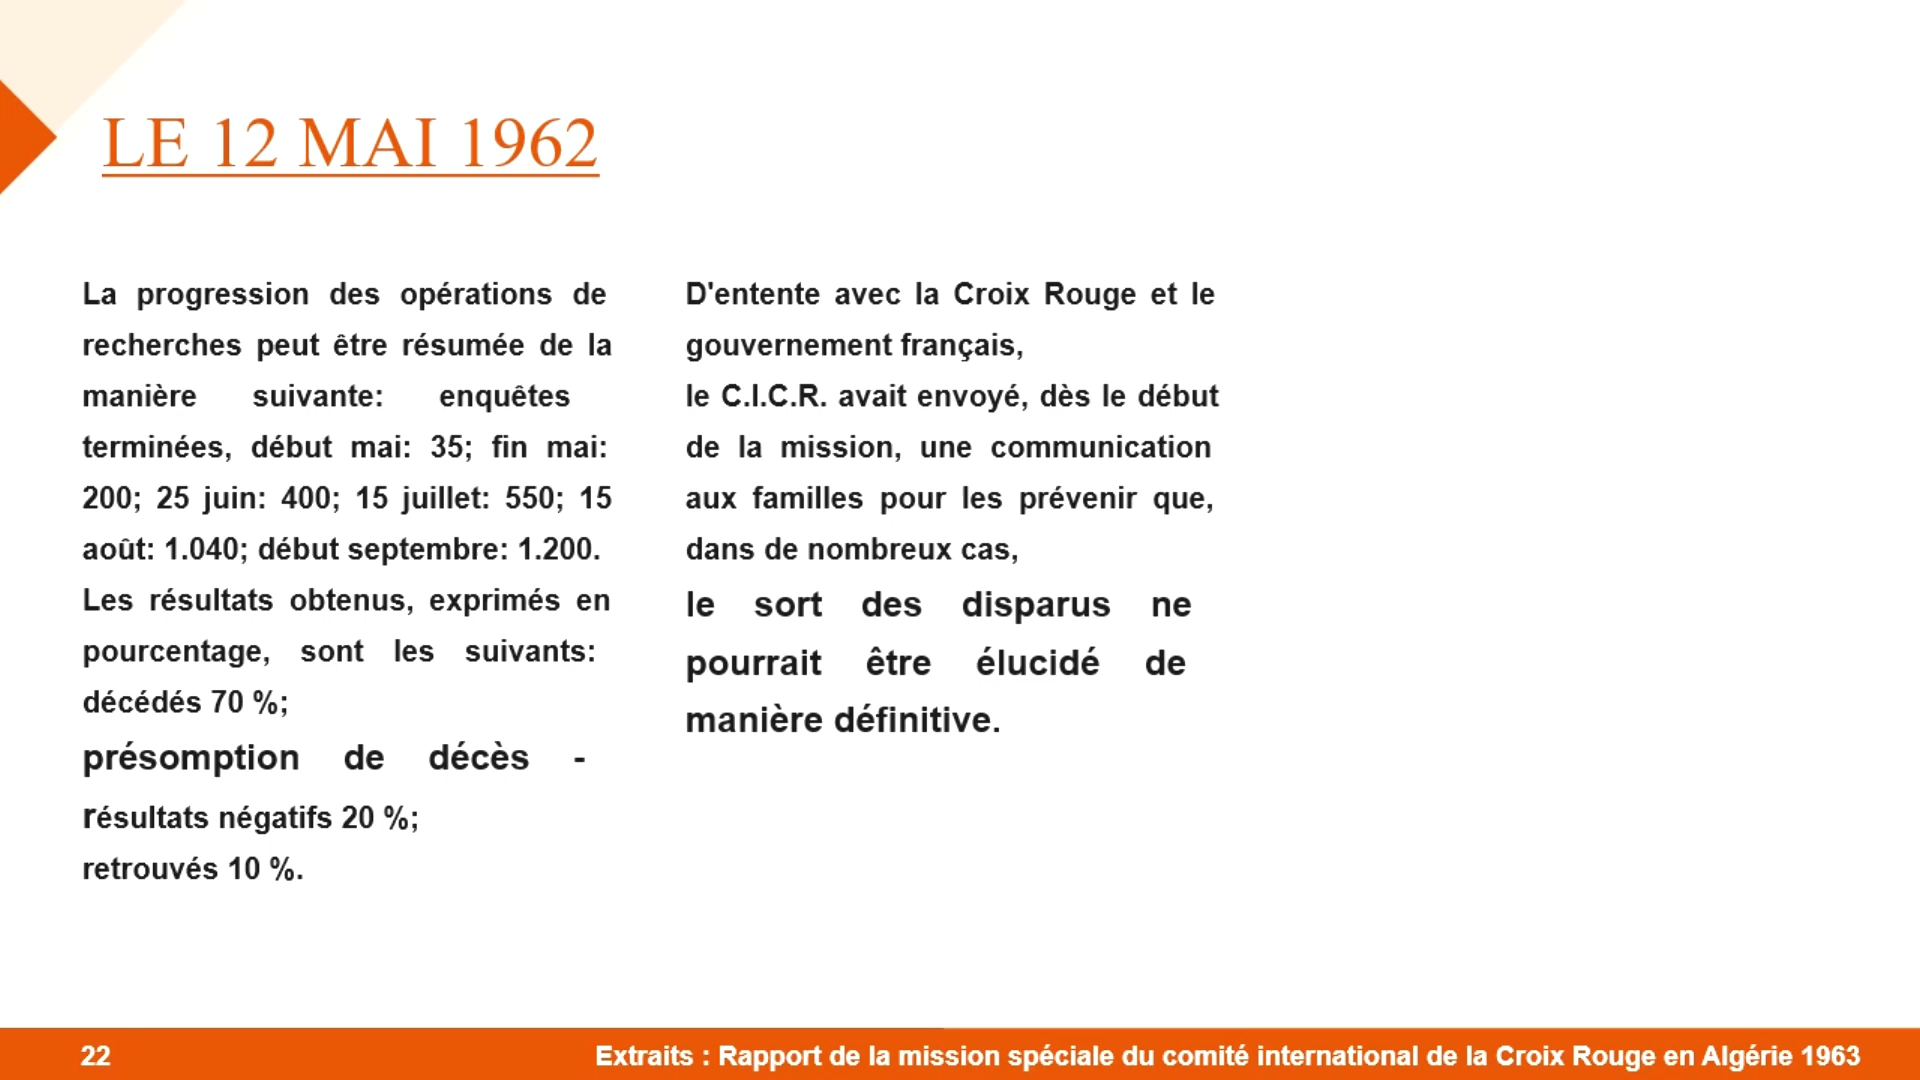 LE 12 MAI 1962
La progression des opérations de
recherches peut être résumée de la
manière suivante: enquêtes
terminées, début mai: 35; fin mai:
200; 25 juin: 400; 15 juillet: 550; 15
août: 1.040; début septembre: 1.200.
Les résultats obtenus, exprimés en
pourcentage, sont les suivants:
décédés 70 %;
présomption de décès -
résultats négatifs 20 %;
retrouvés 10 %.
D'entente avec la Croix Rouge et le
gouvernement français,
le C.I.C.R. avait envoyé, dès le début
de la mission, une communication
aux familles pour les prévenir que,
dans de nombreux cas,
le sort des disparus ne
pourrait être élucidé de
manière définitive.
22
Extraits : Rapport de la mission spéciale du comité international de la Croix Rouge en Algérie 1963